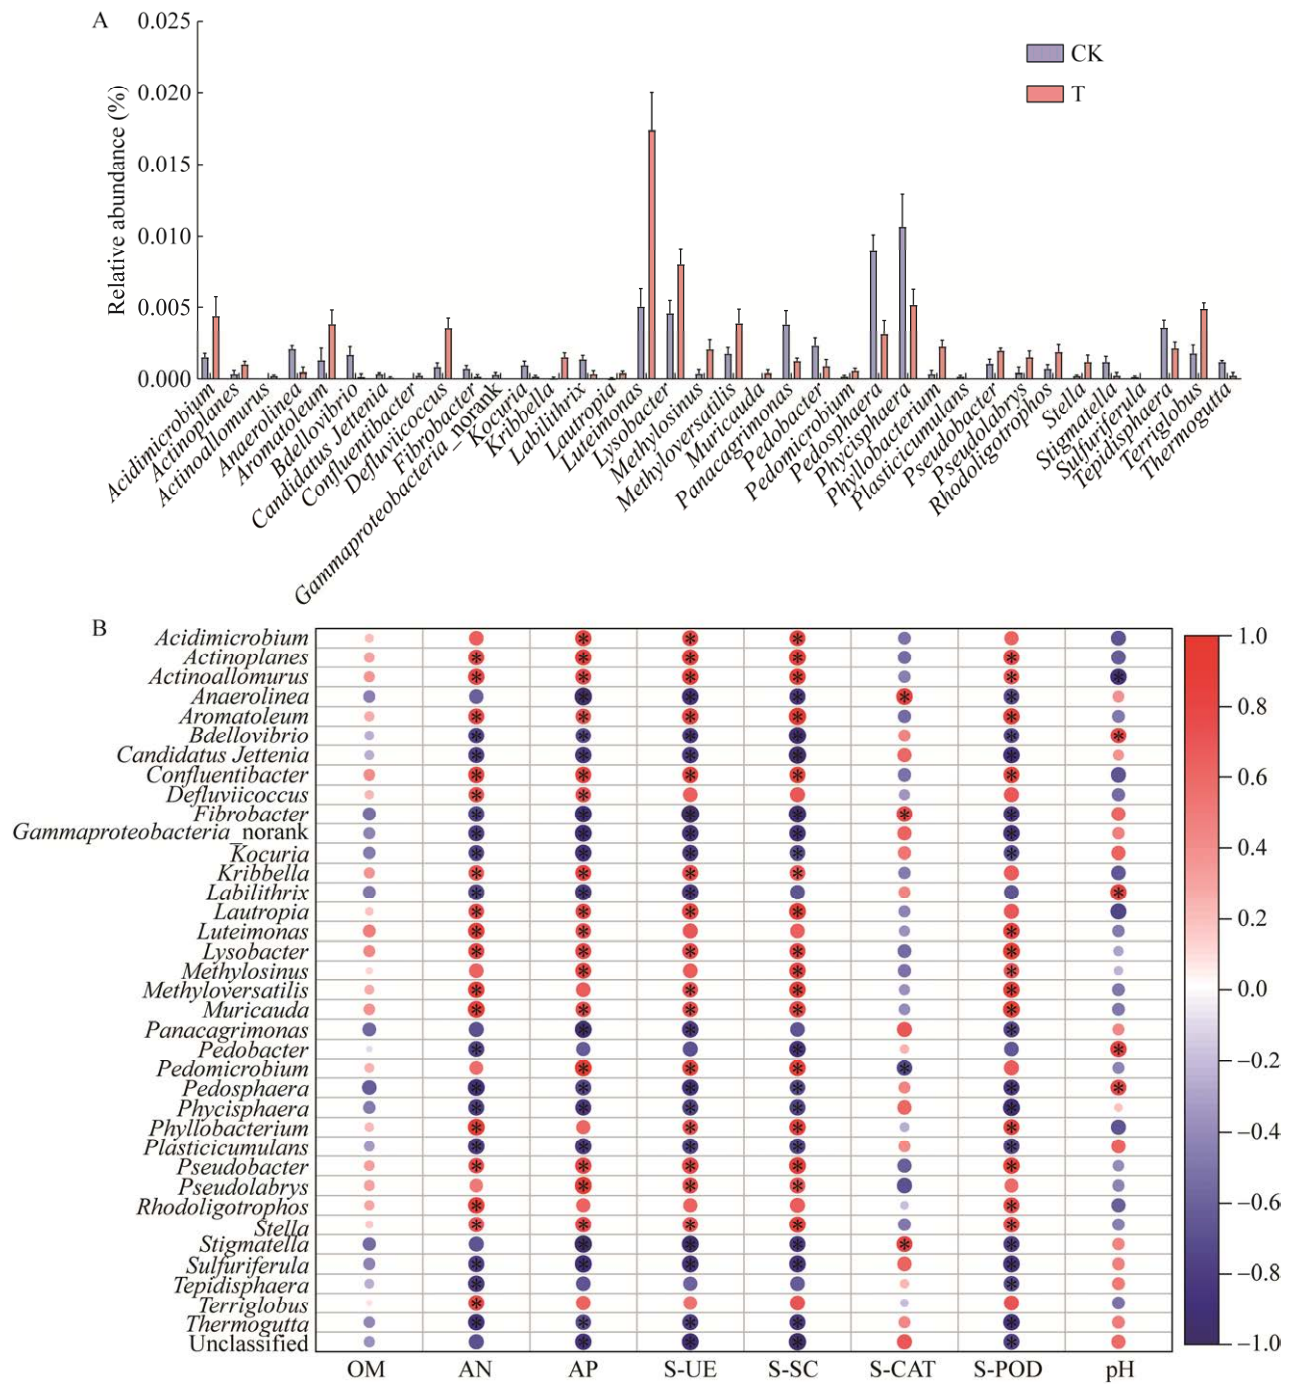 A
0.025
0.020
0.015
0.010
0.005
0.000
Relative abundance (%)
CK
T
Acidimicrobium
Actinoplanes
Actinoallomurus
Anaerolinea
Aromatoleum
Bdellovibrio
Candidatus Jettenia
Confluentibacter
Defluviicoccus
Fibrobacter
Gammaproteobacteria_norank
Kocuria
Kribbella
Labilithrix
Lautropia
Luteimonas
Lysobacter
Methylosinus
Methyloversatilis
Muricauda
Panacagrimonas
Pedobacter
Pedomicrobium
Pedosphaera
Phycisphaera
Phyllobacterium
Plasticicumulans
Pseudobacter
Pseudolabrys
Rhodoligotrophos
Stella
Stigmatella
Sulfuriferula
Tepidisphaera
Terriglobus
Thermogutta
B
Acidimicrobium
Actinoplanes
Actinoallomurus
Anaerolinea
Aromatoleum
Bdellovibrio
Candidatus Jettenia
Confluentibacter
Defluviicoccus
Fibrobacter
Gammaproteobacteria_norank
Kocuria
Kribbella
Labilithrix
Lautropia
Luteimonas
Lysobacter
Methylosinus
Methyloversatilis
Muricauda
Panacagrimonas
Pedobacter
Pedomicrobium
Pedosphaera
Phycisphaera
Phyllobacterium
Plasticicumulans
Pseudobacter
Pseudolabrys
Rhodoligotrophos
Stella
Stigmatella
Sulfuriferula
Tepidisphaera
Terriglobus
Thermogutta
Unclassified
OM AN AP S-UE S-SC S-CAT S-POD pH
1.0
0.8
0.6
0.4
0.2
0.0
−0.2
−0.4
−0.6
−0.8
−1.0